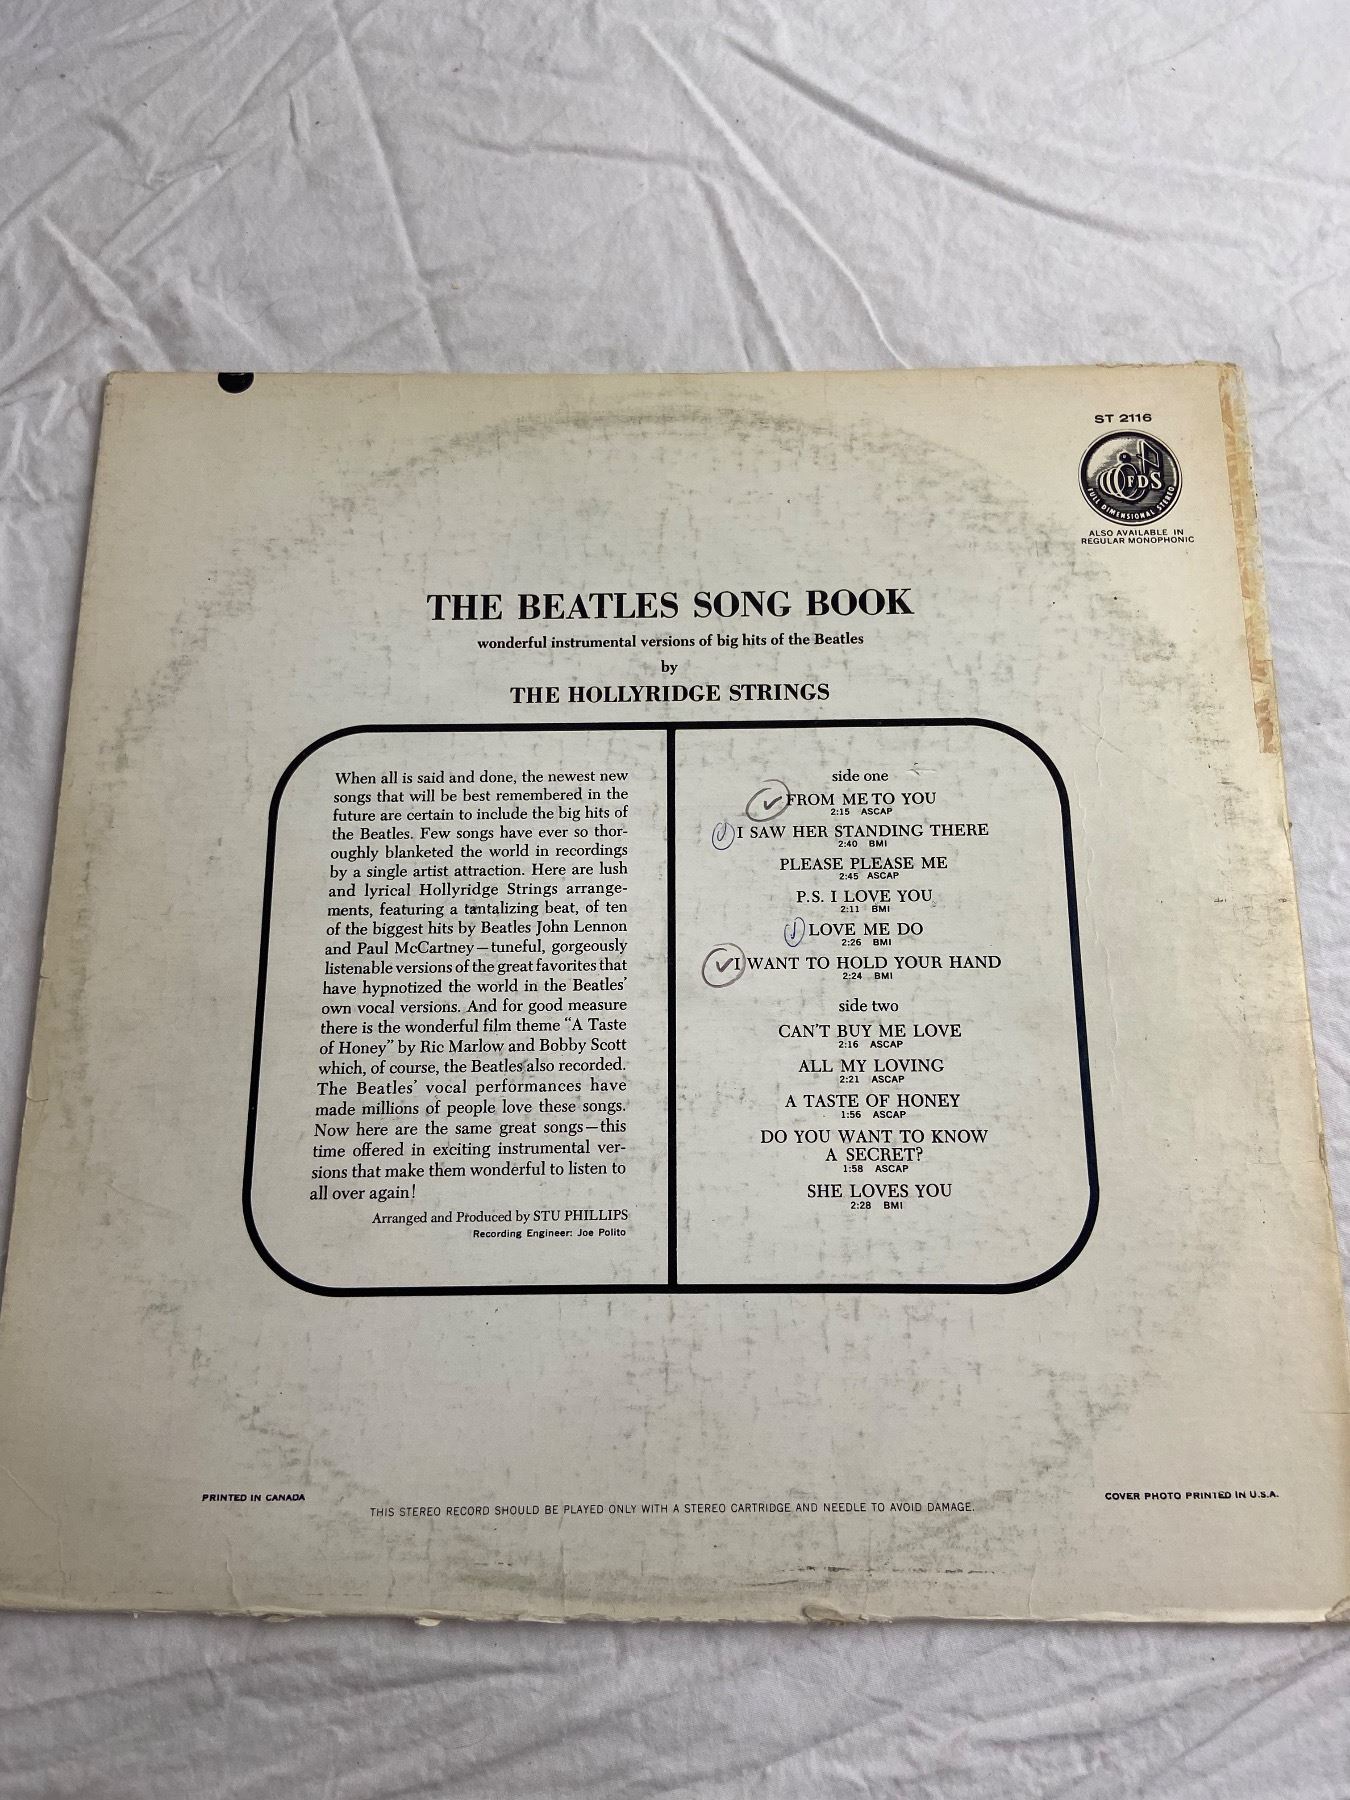 ST 2116
FDS
FULL DIMENSIONAL STEREO
ALSO AVAILABLE IN
REGULAR MONOPHONIC
THE BEATLES SONG BOOK
wonderful instrumental versions of big hits of the Beatles
by
THE HOLLYRIDGE STRINGS
When all is said and done, the newest new
songs that will be best remembered in the
future are certain to include the big hits of
the Beatles. Few songs have ever so thor-
oughly blanketed the world in recordings
by a single artist attraction. Here are lush
and lyrical Hollyridge Strings arrange-
ments, featuring a tantalizing beat, of ten
of the biggest hits by Beatles John Lennon
and Paul McCartney—tuneful, gorgeously
listenable versions of the great favorites that
have hypnotized the world in the Beatles'
own vocal versions. And for good measure
there is the wonderful film theme "A Taste
of Honey" by Ric Marlow and Bobby Scott
which, of course, the Beatles also recorded.
The Beatles' vocal performances have
made millions of people love these songs.
Now here are the same great songs—this
time offered in exciting instrumental ver-
sions that make them wonderful to listen to
all over again!
Arranged and Produced by STU PHILLIPS
Recording Engineer: Joe Polito
side one
FROM ME TO YOU
2:15 ASCAP
I SAW HER STANDING THERE
2:40 BMI
PLEASE PLEASE ME
2:45 ASCAP
P.S. I LOVE YOU
2:11 BMI
LOVE ME DO
2:26 BMI
I WANT TO HOLD YOUR HAND
2:24 BMI
side two
CAN'T BUY ME LOVE
2:16 ASCAP
ALL MY LOVING
2:21 ASCAP
A TASTE OF HONEY
1:56 ASCAP
DO YOU WANT TO KNOW
A SECRET?
1:58 ASCAP
SHE LOVES YOU
2:28 BMI
PRINTED IN CANADA
THIS STEREO RECORD SHOULD BE PLAYED ONLY WITH A STEREO CARTRIDGE AND NEEDLE TO AVOID DAMAGE.
COVER PHOTO PRINTED IN U.S.A.